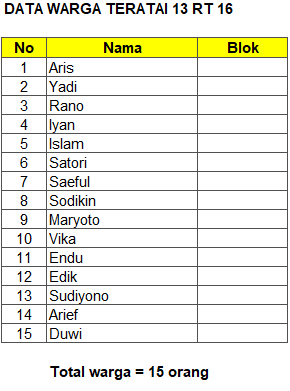 DATA WARGA TERATAI 13 RT 16
No Nama Blok
1 Aris
2 Yadi
3 Rano
4 Iyan
5 Islam
6 Satori
7 Saeful
8 Sodikin
9 Maryoto
10 Vika
11 Endu
12 Edik
13 Sudiyono
14 Arief
15 Duwi
Total warga = 15 orang